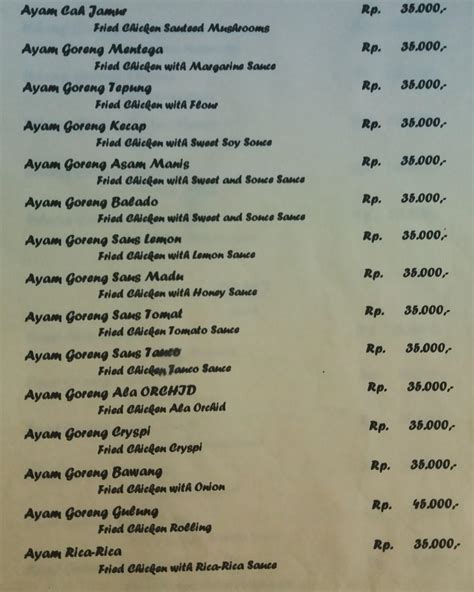 Ayam Cah Jamur Rp. 35.000,-
Fried Chicken Sauteed Mushrooms
Ayam Goreng Mentega Rp. 35.000,-
Fried Chicken with Margarine Sauce
Ayam Goreng Tepung Rp. 35.000,-
Fried Chicken with Flour
Ayam Goreng Kecap Rp. 35.000,-
Fried Chicken with Sweet Soy Souce
Ayam Goreng Asam Manis Rp. 35.000,-
Fried Chicken with Sweet and Souce Sauce
Ayam Goreng Balado Rp. 35.000,-
Fried Chicken with Sweet and Souce Sauce
Ayam Goreng Saus Lemon Rp. 35.000,-
Fried Chicken with Lemon Sauce
Ayam Goreng Saus Madu Rp. 35.000,-
Fried Chicken with Honey Sauce
Ayam Goreng Saus Tomat Rp. 35.000,-
Fried Chicken Tomato Sauce
Ayam Goreng Saus Tauco Rp. 35.000,-
Fried Chicken Tauco Sauce
Ayam Goreng Ala ORCHID Rp. 35.000,-
Fried Chicken Ala Orchid
Ayam Goreng Cryspi Rp. 35.000,-
Fried Chicken Cryspi
Ayam Goreng Bawang Rp. 35.000,-
Fried Chicken with Onion
Ayam Goreng Gulung Rp. 45.000,-
Fried Chicken Rolling
Ayam Rica-Rica Rp. 35.000,-
Fried Chicken with Rica-Rica Sauce